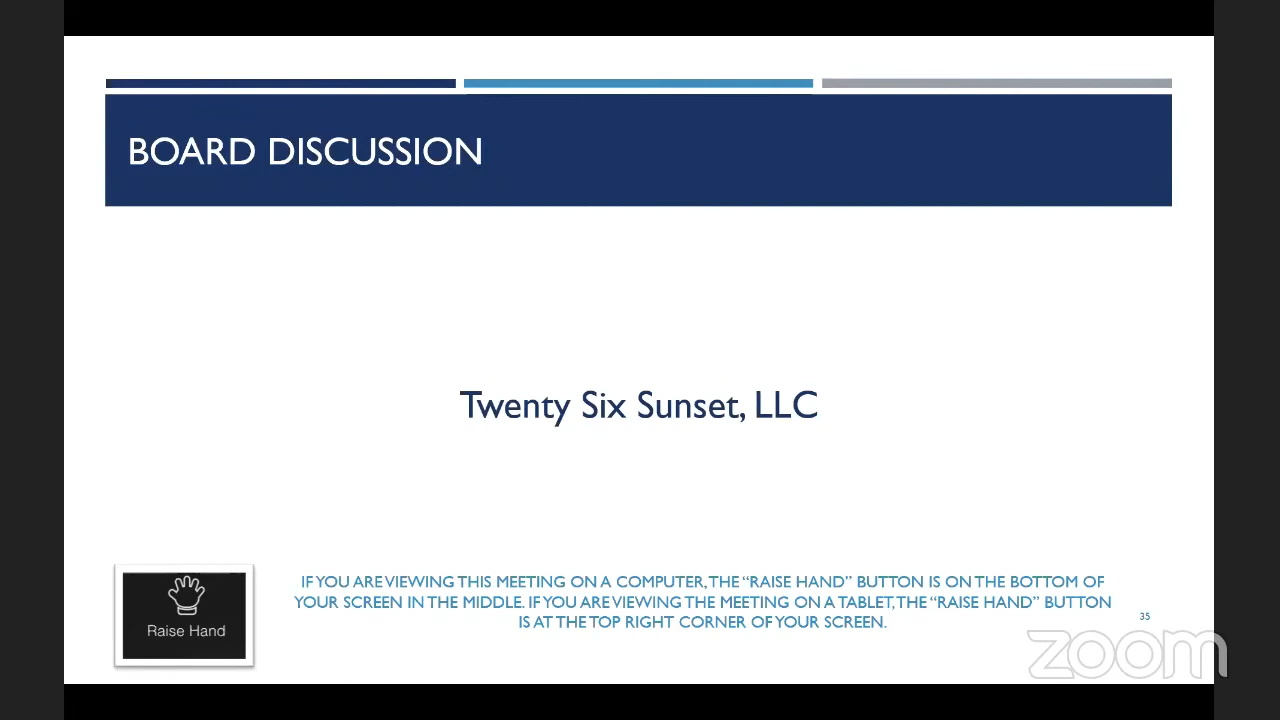 BOARD DISCUSSION
Twenty Six Sunset, LLC
Raise Hand
IF YOU ARE VIEWING THIS MEETING ON A COMPUTER, THE “RAISE HAND” BUTTON IS ON THE BOTTOM OF
YOUR SCREEN IN THE MIDDLE. IF YOU ARE VIEWING THE MEETING ON A TABLET, THE “RAISE HAND” BUTTON
IS AT THE TOP RIGHT CORNER OF YOUR SCREEN.
35
zoom